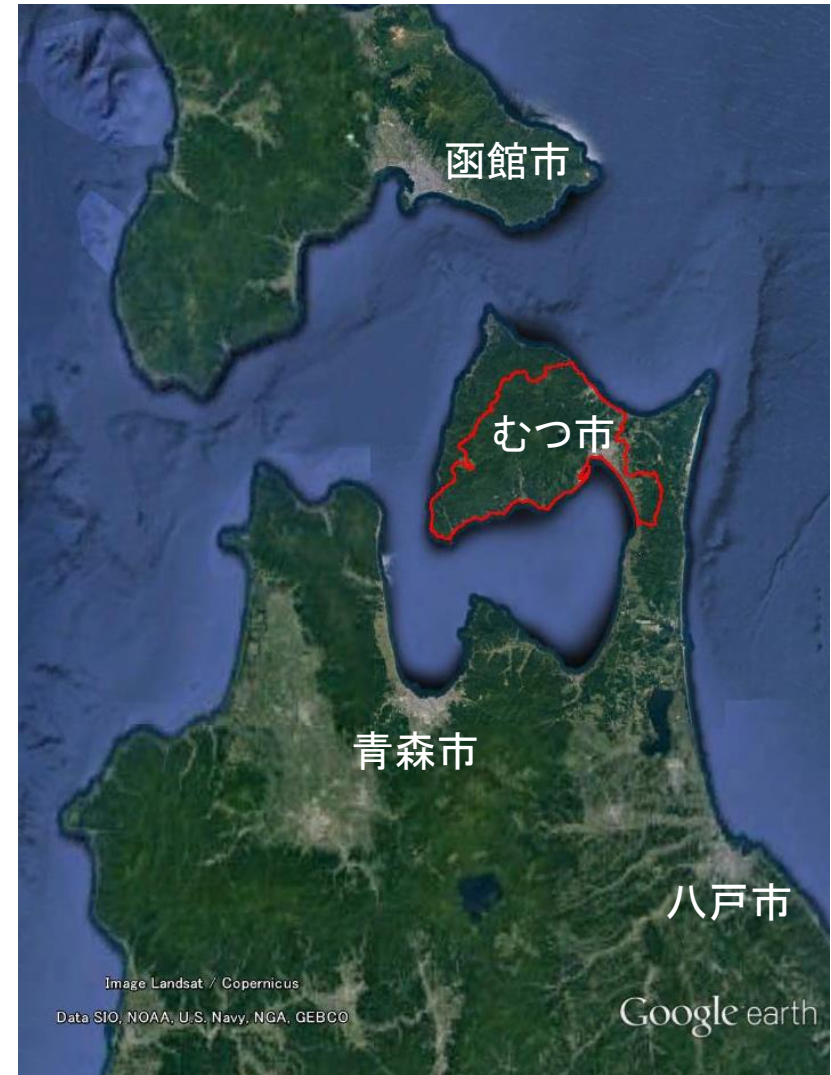 函館市
むつ市
青森市
八戸市
Image Landsat / Copernicus
Data SIO, NOAA, U.S. Navy, NGA, GEBCO
Google earth